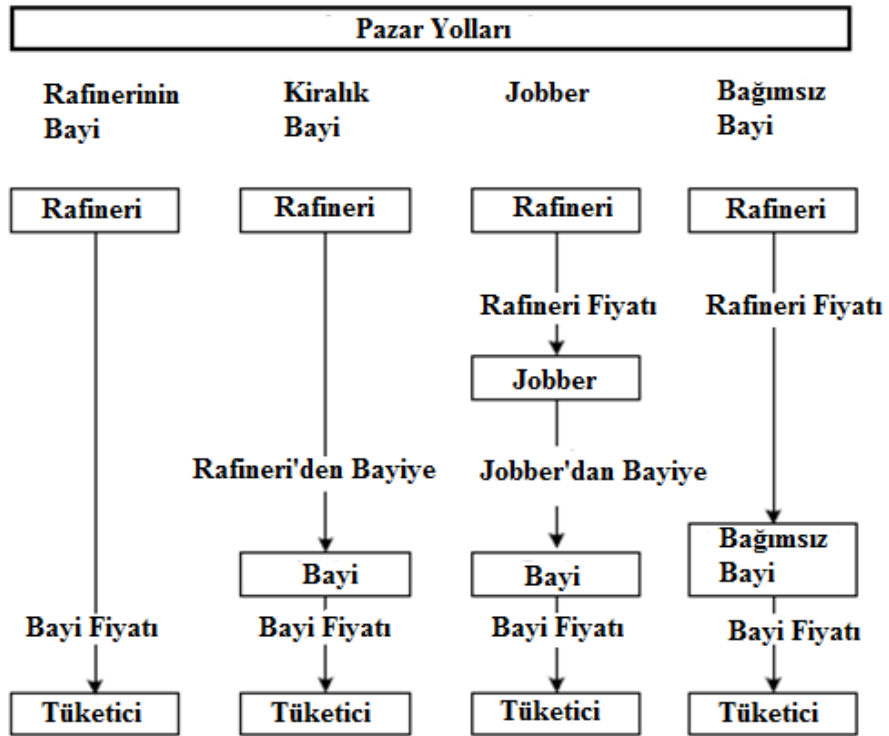 Pazar Yolları
Rafinerinin
Bayi
Kiralık
Bayi
Jobber
Bağımsız
Bayi
Rafineri
Rafineri
Rafineri
Rafineri
Rafineri Fiyatı
Rafineri Fiyatı
Jobber
Rafineri'den Bayiye
Jobber'dan Bayiye
Bağımsız
Bayi
Bayi
Bayi
Bayi Fiyatı
Bayi Fiyatı
Bayi Fiyatı
Bayi Fiyatı
Tüketici
Tüketici
Tüketici
Tüketici